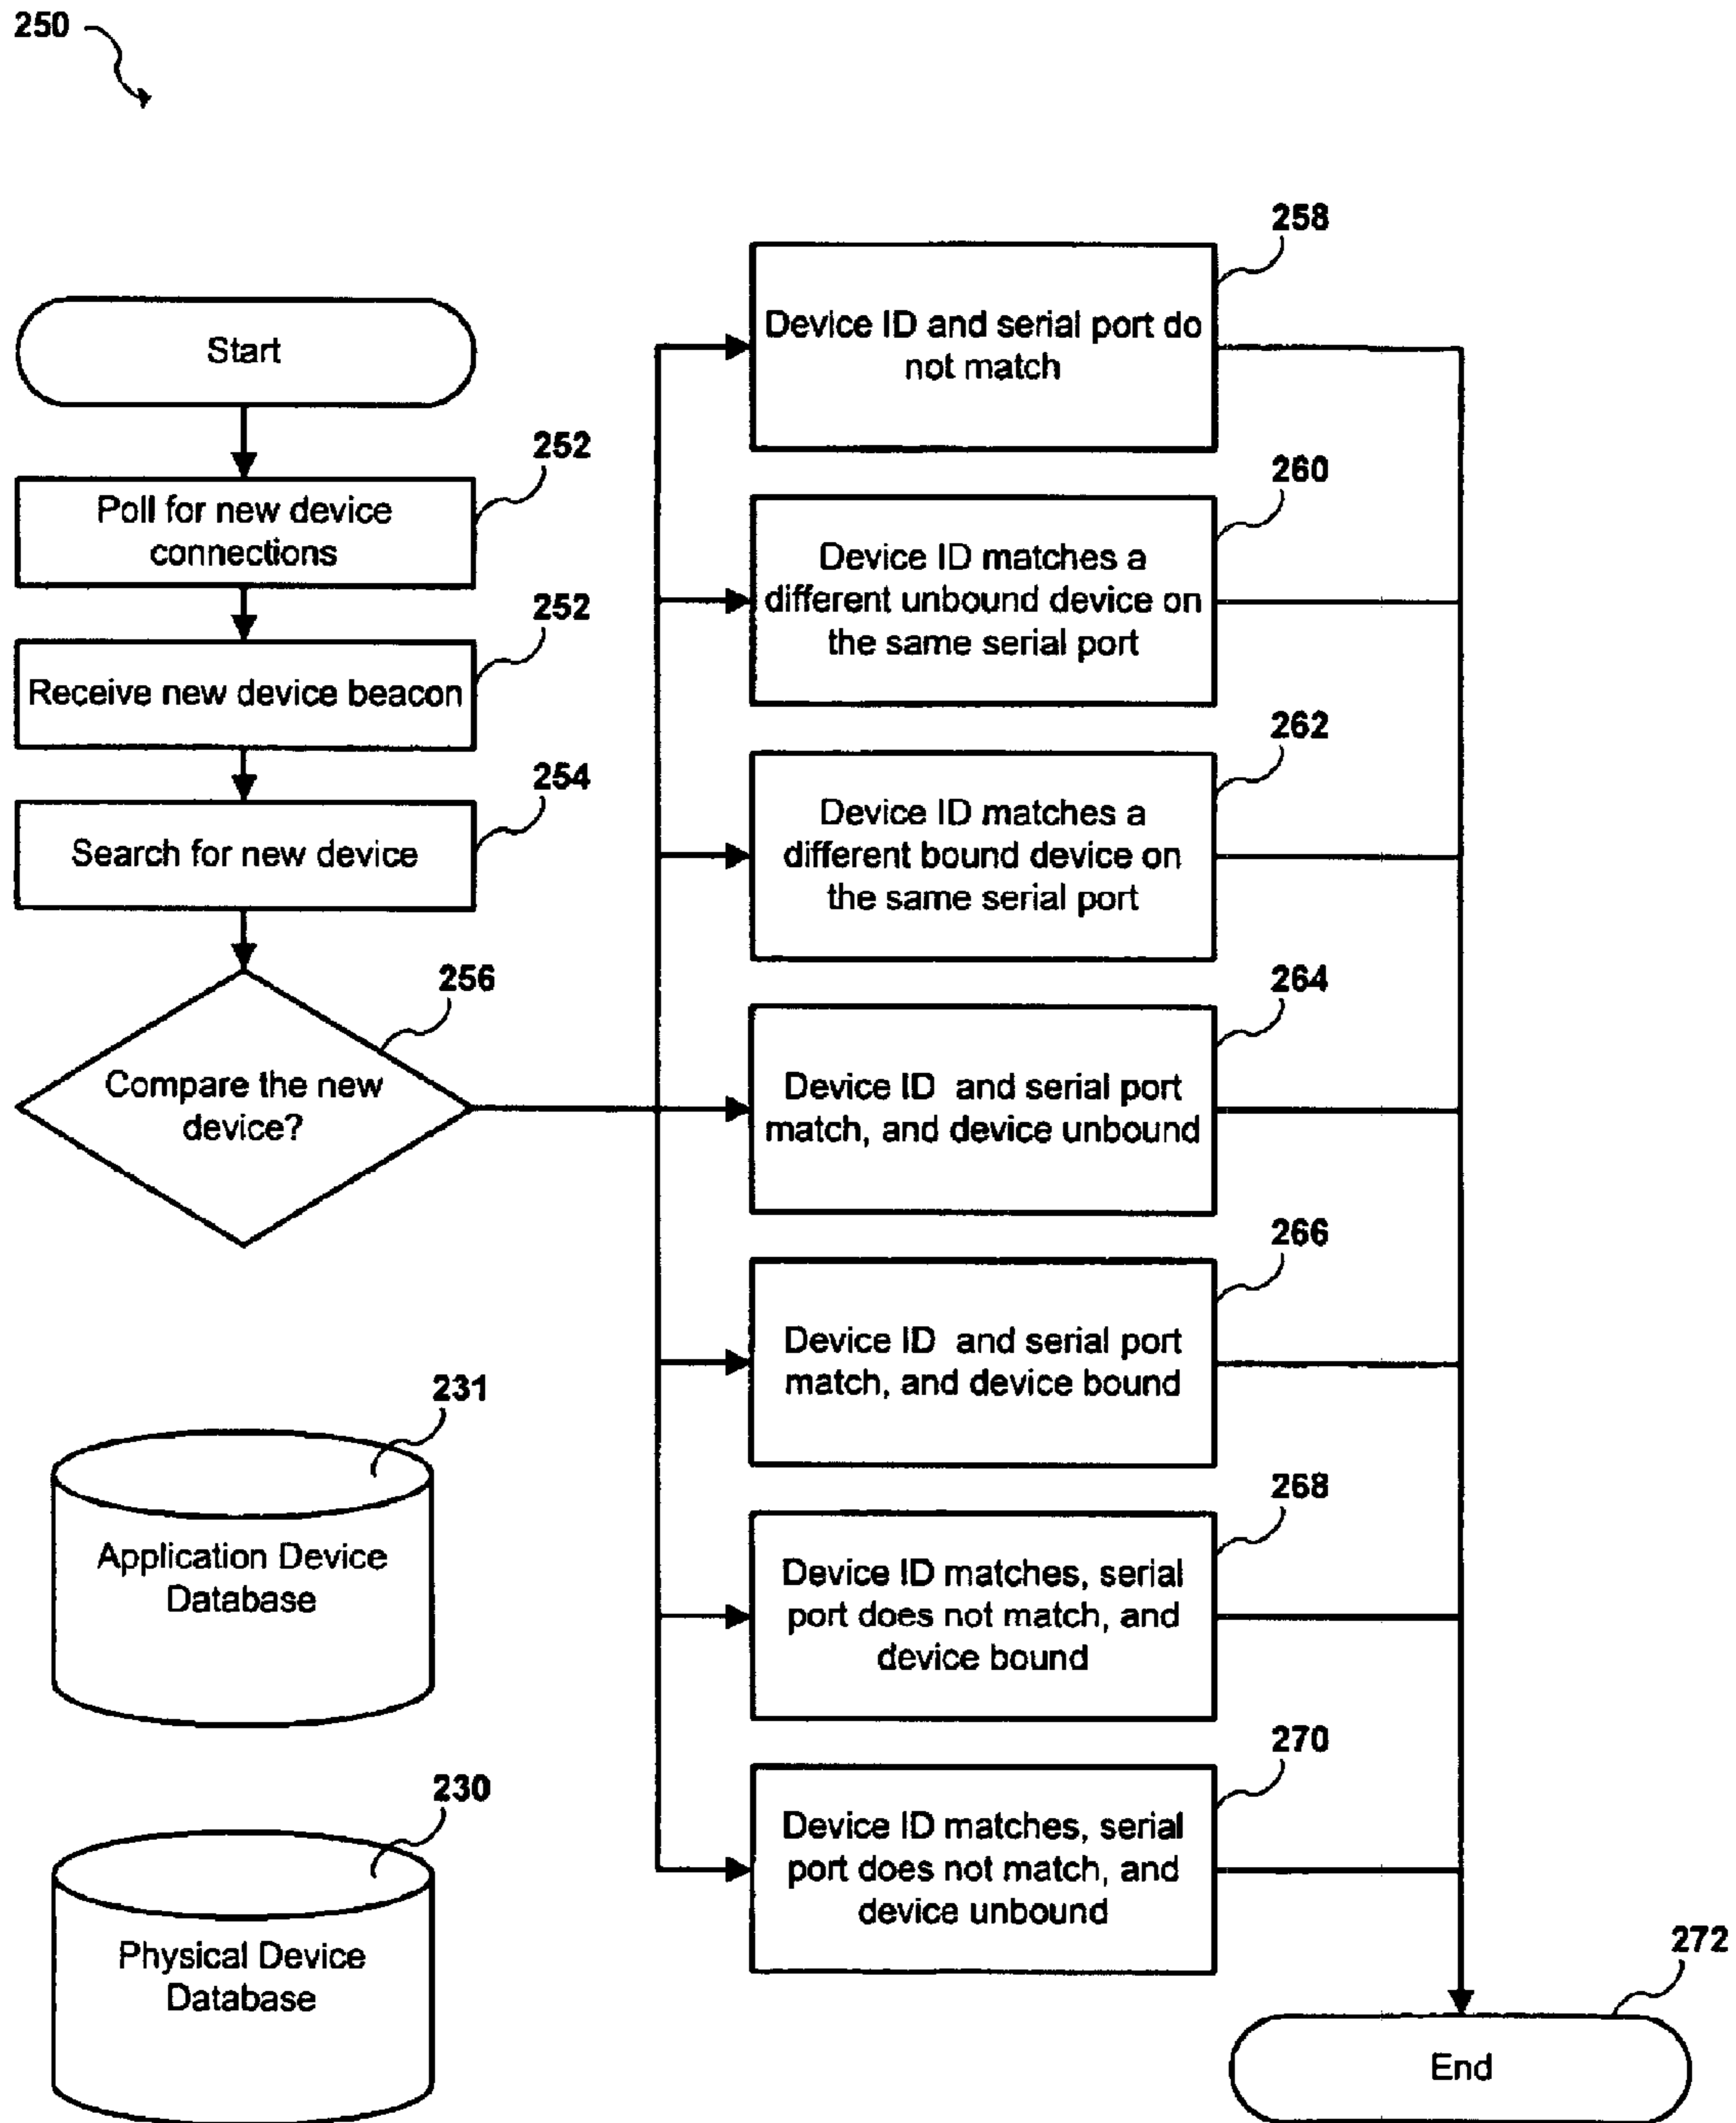 250
Start
252
Poll for new device
connections
252
Receive new device beacon
254
Search for new device
256
Compare the new
device?
231
Application Device
Database
230
Physical Device
Database
258
Device ID and serial port do
not match
260
Device ID matches a
different unbound device on
the same serial port
262
Device ID matches a
different bound device on
the same serial port
264
Device ID and serial port
match, and device unbound
266
Device ID and serial port
match, and device bound
268
Device ID matches, serial
port does not match, and
device bound
270
Device ID matches, serial
port does not match, and
device unbound
272
End